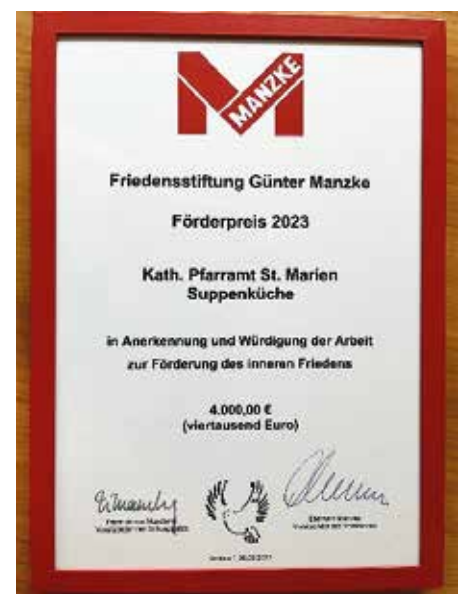 MANZKE
Friedensstiftung Günter Manzke
Förderpreis 2023
Kath. Pfarramt St. Marien
Suppenküche
in Anerkennung und Würdigung der Arbeit
zur Förderung des inneren Friedens
4.000,00 €
(viertausend Euro)